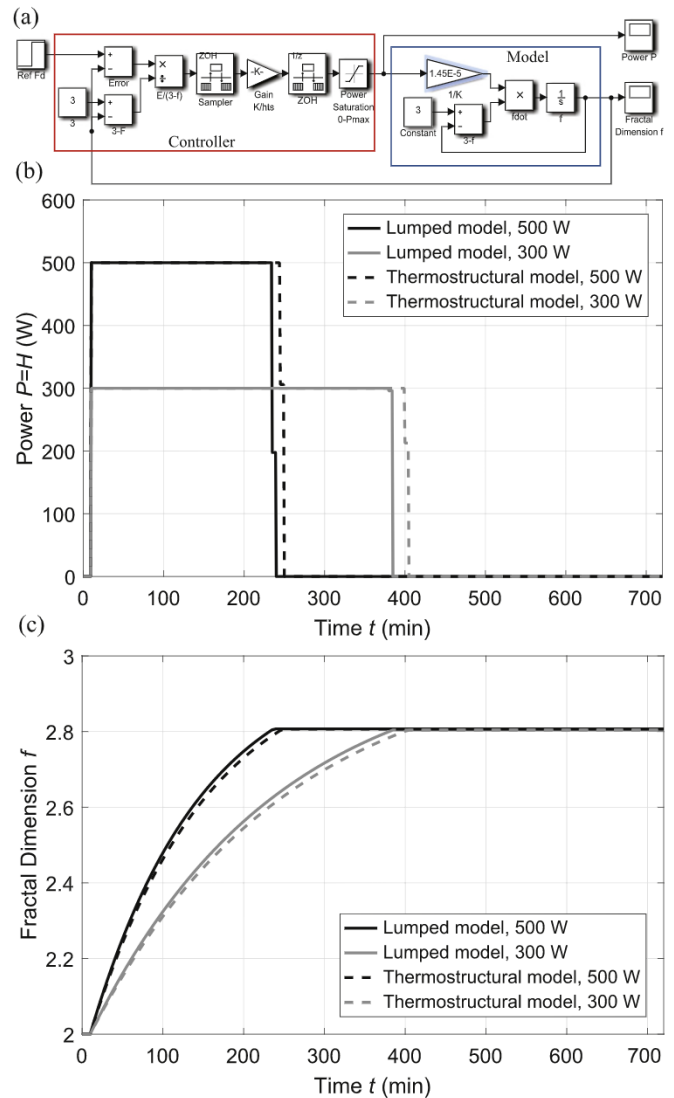 (a)
Ref Fd
Error
3
3
3-F
E/(3-f)
ZOH
Sampler
-K-
Gain
K/hts
1/z
ZOH
Power
Saturation
0-Pmax
Controller
Model
1.45E-5
1/K
3
Constant
3-f
fdot
1
s
f
Power P
Fractal
Dimension f
(b)
600
500
400
300
200
100
0
Power P=H (W)
Lumped model, 500 W
Lumped model, 300 W
Thermostructural model, 500 W
Thermostructural model, 300 W
0 100 200 300 400 500 600 700
Time t (min)
(c)
3
2.8
2.6
2.4
2.2
2
Fractal Dimension f
Lumped model, 500 W
Lumped model, 300 W
Thermostructural model, 500 W
Thermostructural model, 300 W
0 100 200 300 400 500 600 700
Time t (min)